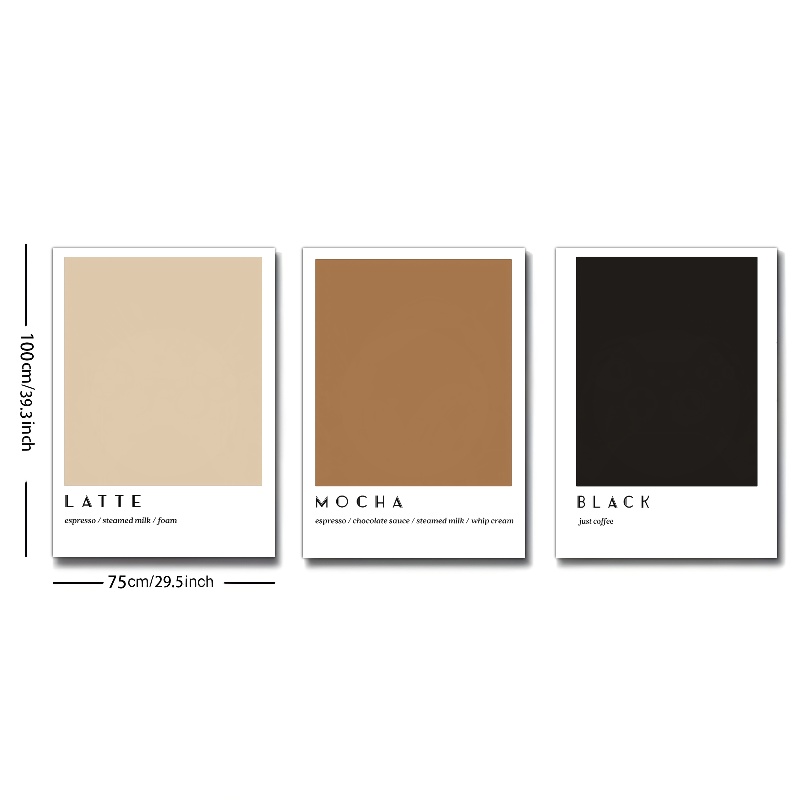 100cm/39.3inch
LATTE
espresso / steamed milk / foam
MOCHA
espresso / chocolate sauce / steamed milk / whip cream
BLACK
just coffee
75cm/29.5inch